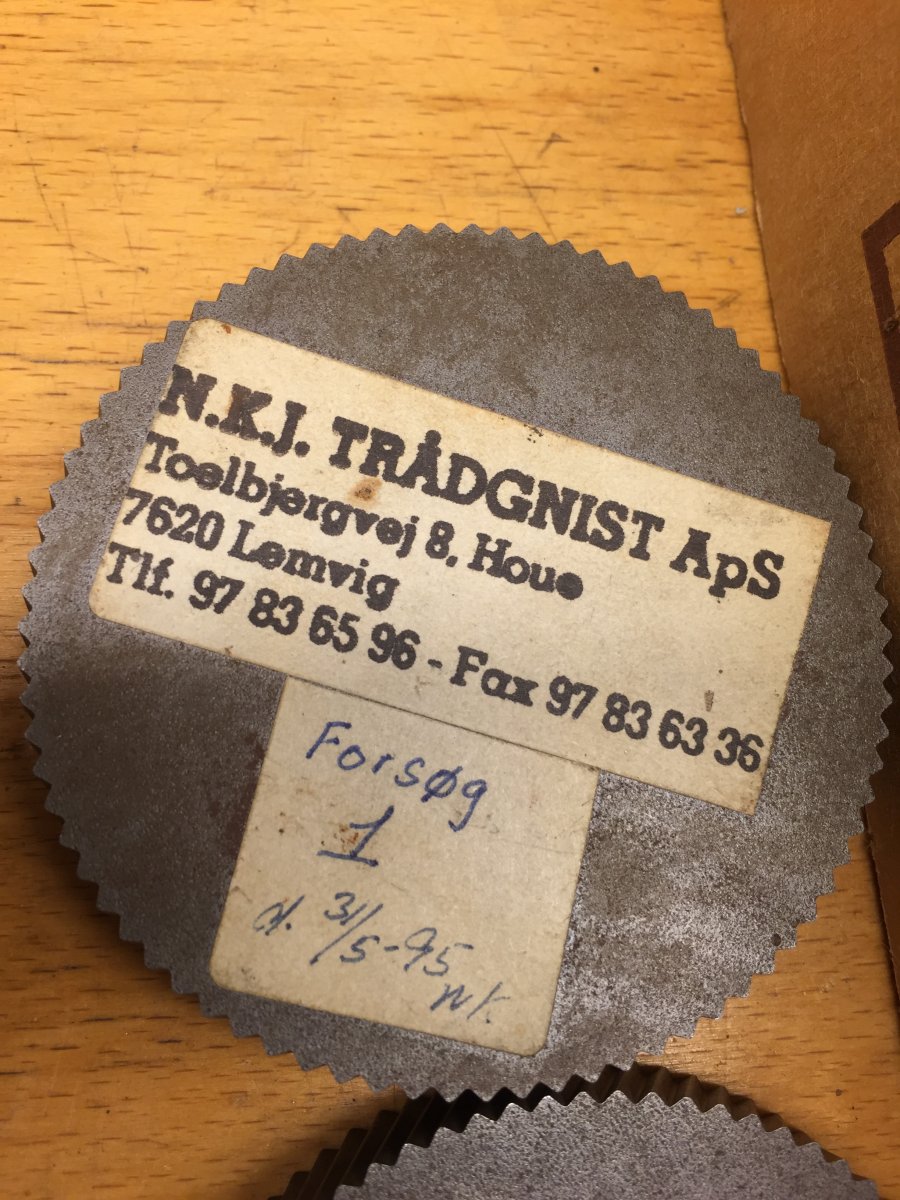 N.K.J. TRÅDGNIST ApS
Toelbjergvej 8, Houe
7620 Lemvig
Tlf. 97 83 65 96 - Fax 97 83 63 36
Forsøg
1
d. 31/5-95